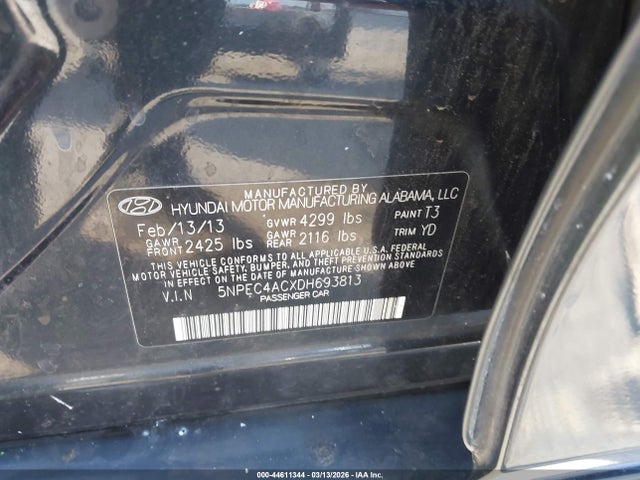 MANUFACTURED BY
HYUNDAI MOTOR MANUFACTURING ALABAMA, LLC
Feb/13/13 GVWR 4299 lbs PAINT T3
GAWR FRONT 2425 lbs GAWR REAR 2116 lbs TRIM YD
THIS VEHICLE CONFORMS TO ALL APPLICABLE U.S.A. FEDERAL
MOTOR VEHICLE SAFETY, BUMPER, AND THEFT PREVENTION STANDARDS
IN EFFECT ON THE DATE OF MANUFACTURE SHOWN ABOVE.
V.I.N 5NPEC4ACXDH693813
PASSENGER CAR
000-44611344 - 03/13/2026 - IAA Inc.